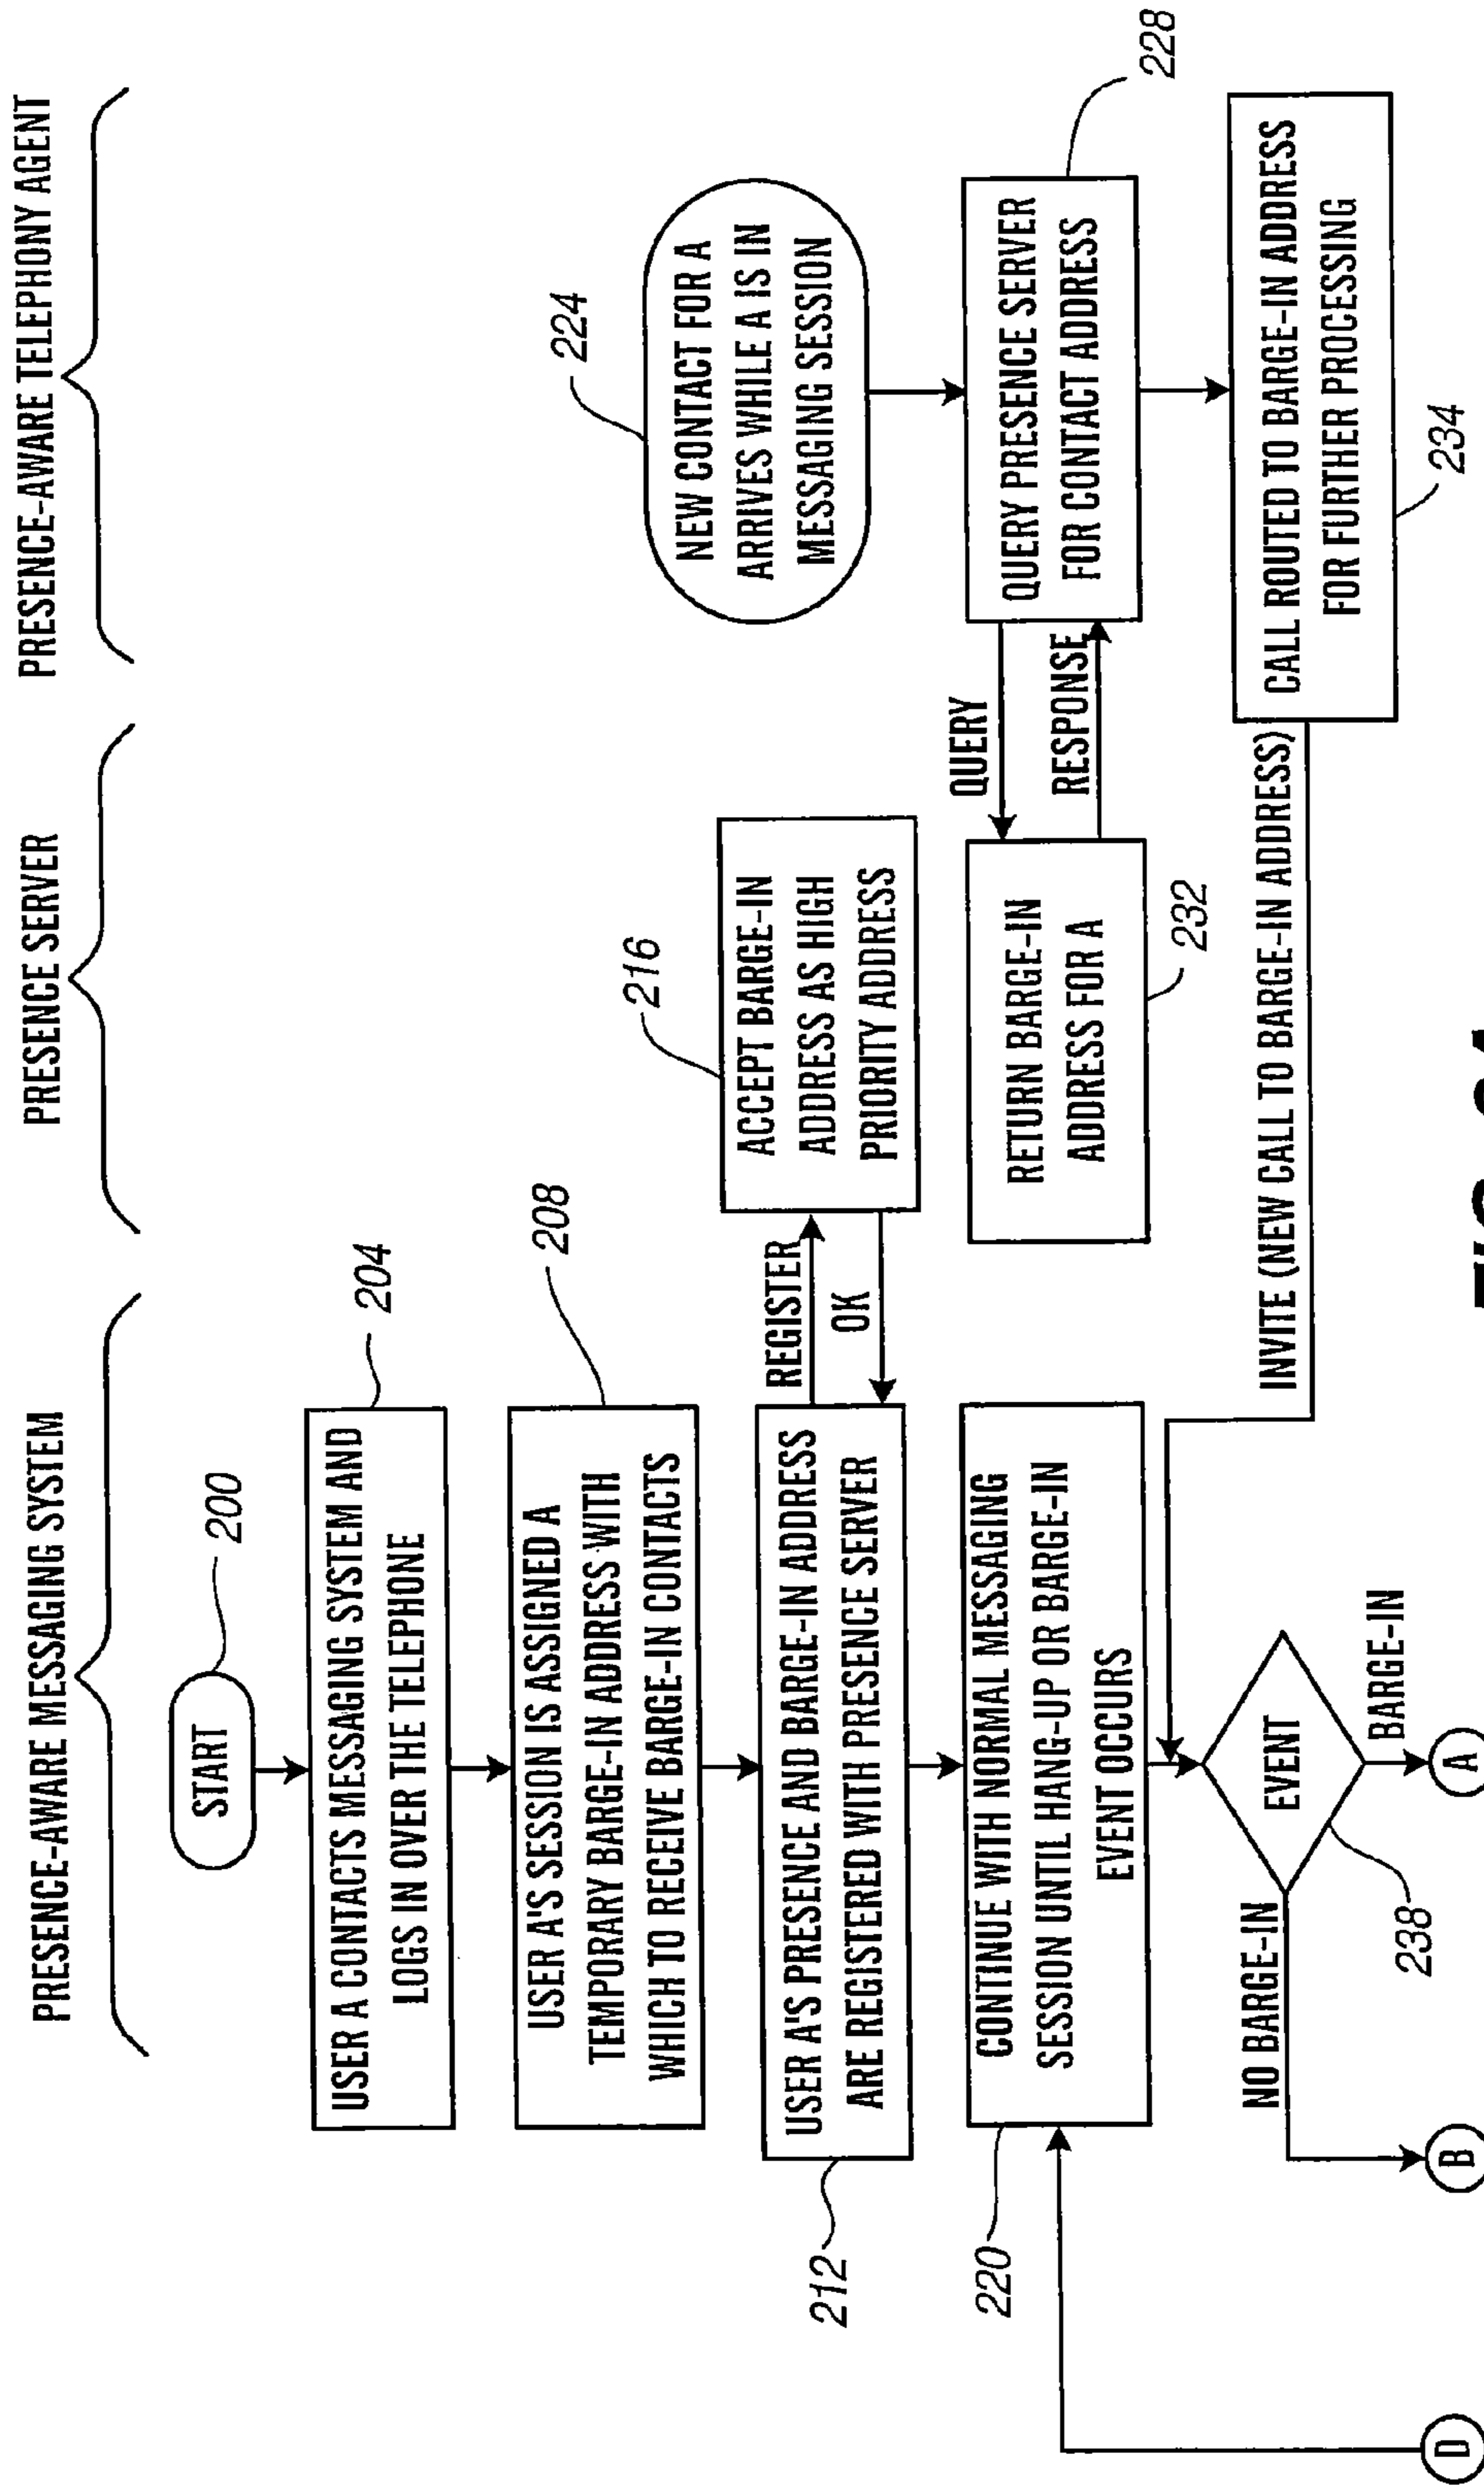 PRESENCE-AWARE MESSAGING SYSTEM
PRESENCE SERVER
PRESENCE-AWARE TELEPHONY AGENT
START
200
USER A CONTACTS MESSAGING SYSTEM AND
LOGS IN OVER THE TELEPHONE
204
USER A'S SESSION IS ASSIGNED A
TEMPORARY BARGE-IN ADDRESS WITH
WHICH TO RECEIVE BARGE-IN CONTACTS
208
USER A'S PRESENCE AND BARGE-IN ADDRESS
ARE REGISTERED WITH PRESENCE SERVER
212
REGISTER
OK
ACCEPT BARGE-IN
ADDRESS AS HIGH
PRIORITY ADDRESS
216
NEW CONTACT FOR A
ARRIVES WHILE A IS IN
MESSAGING SESSION
224
CONTINUE WITH NORMAL MESSAGING
SESSION UNTIL HANG-UP OR BARGE-IN
EVENT OCCURS
220
QUERY
RESPONSE
RETURN BARGE-IN
ADDRESS FOR A
232
QUERY PRESENCE SERVER
FOR CONTACT ADDRESS
228
CALL ROUTED TO BARGE-IN ADDRESS
FOR FURTHER PROCESSING
234
INVITE (NEW CALL TO BARGE-IN ADDRESS)
EVENT
238
NO BARGE-IN
BARGE-IN
D
B
A